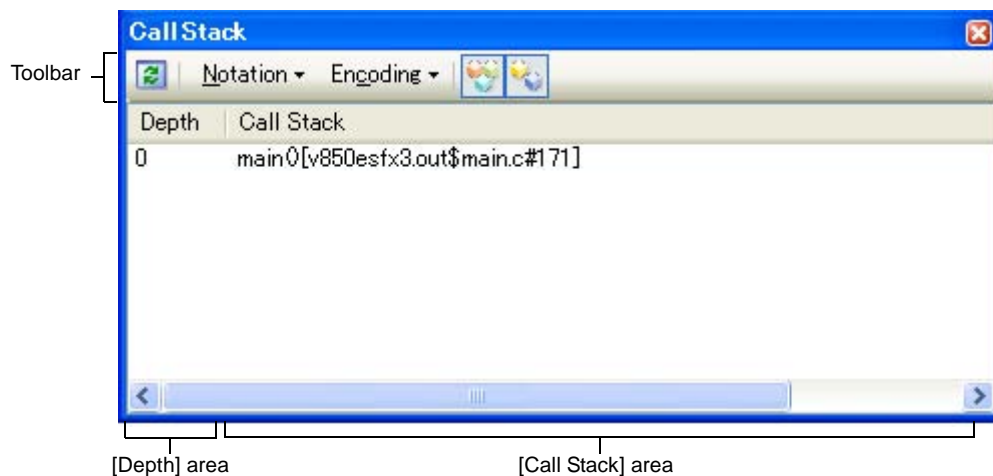 Call Stack
Toolbar
Notation Encoding
Depth Call Stack
0 main()[v850esfx3.out$main.c#171]
[Depth] area [Call Stack] area